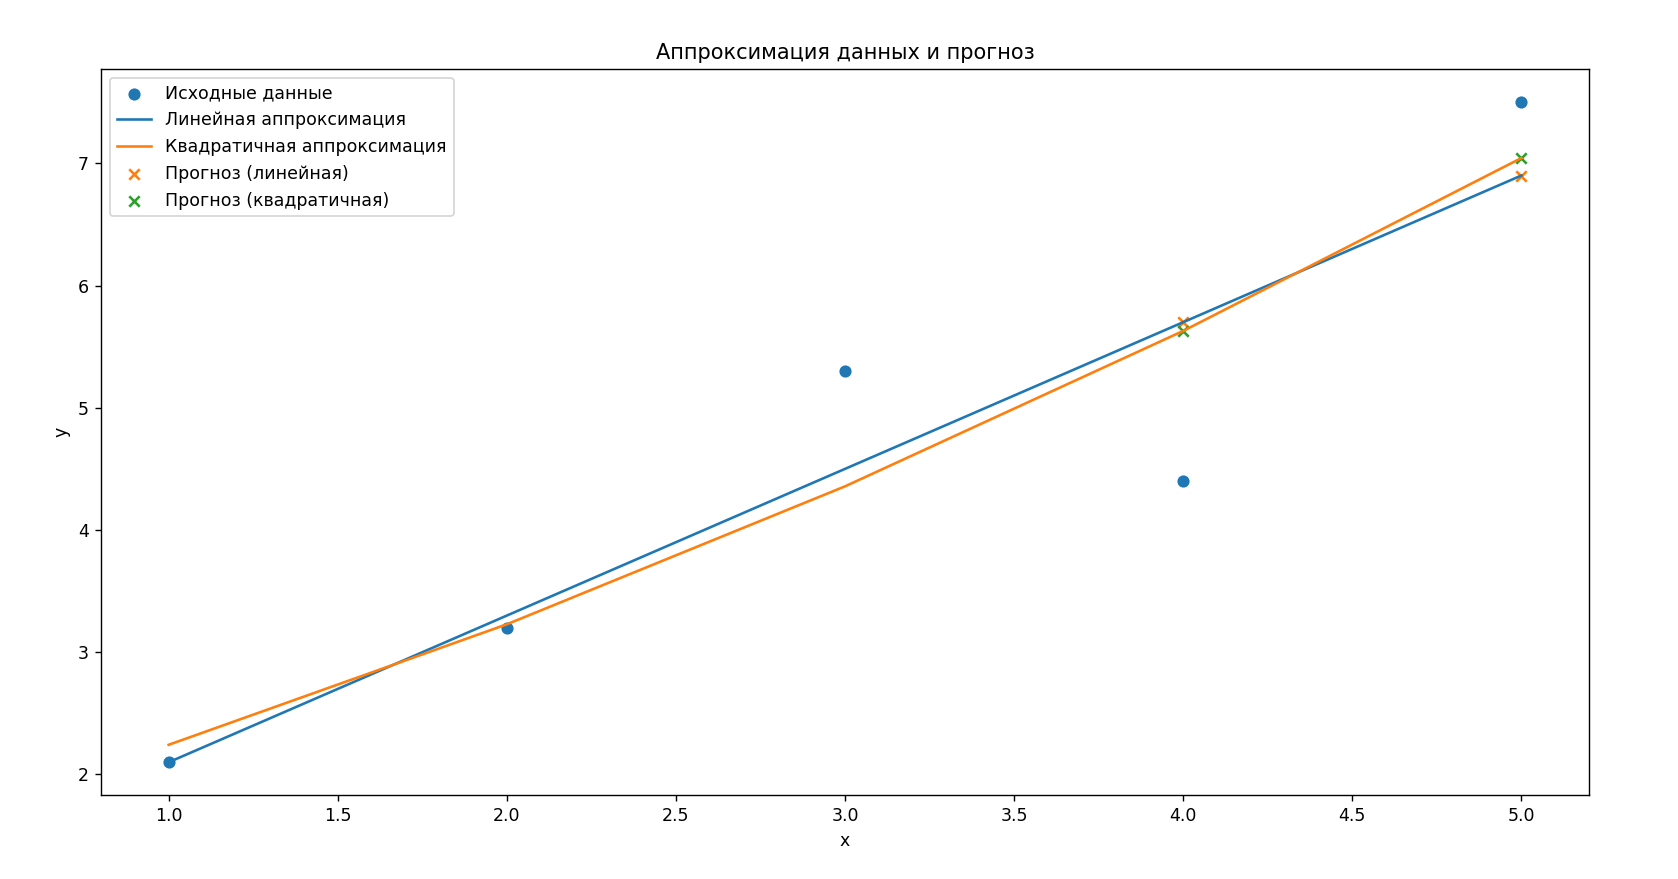 Аппроксимация данных и прогноз
Исходные данные
Линейная аппроксимация
Квадратичная аппроксимация
Прогноз (линейная)
Прогноз (квадратичная)
7
6
5
4
3
2
y
1.0 1.5 2.0 2.5 3.0 3.5 4.0 4.5 5.0
x